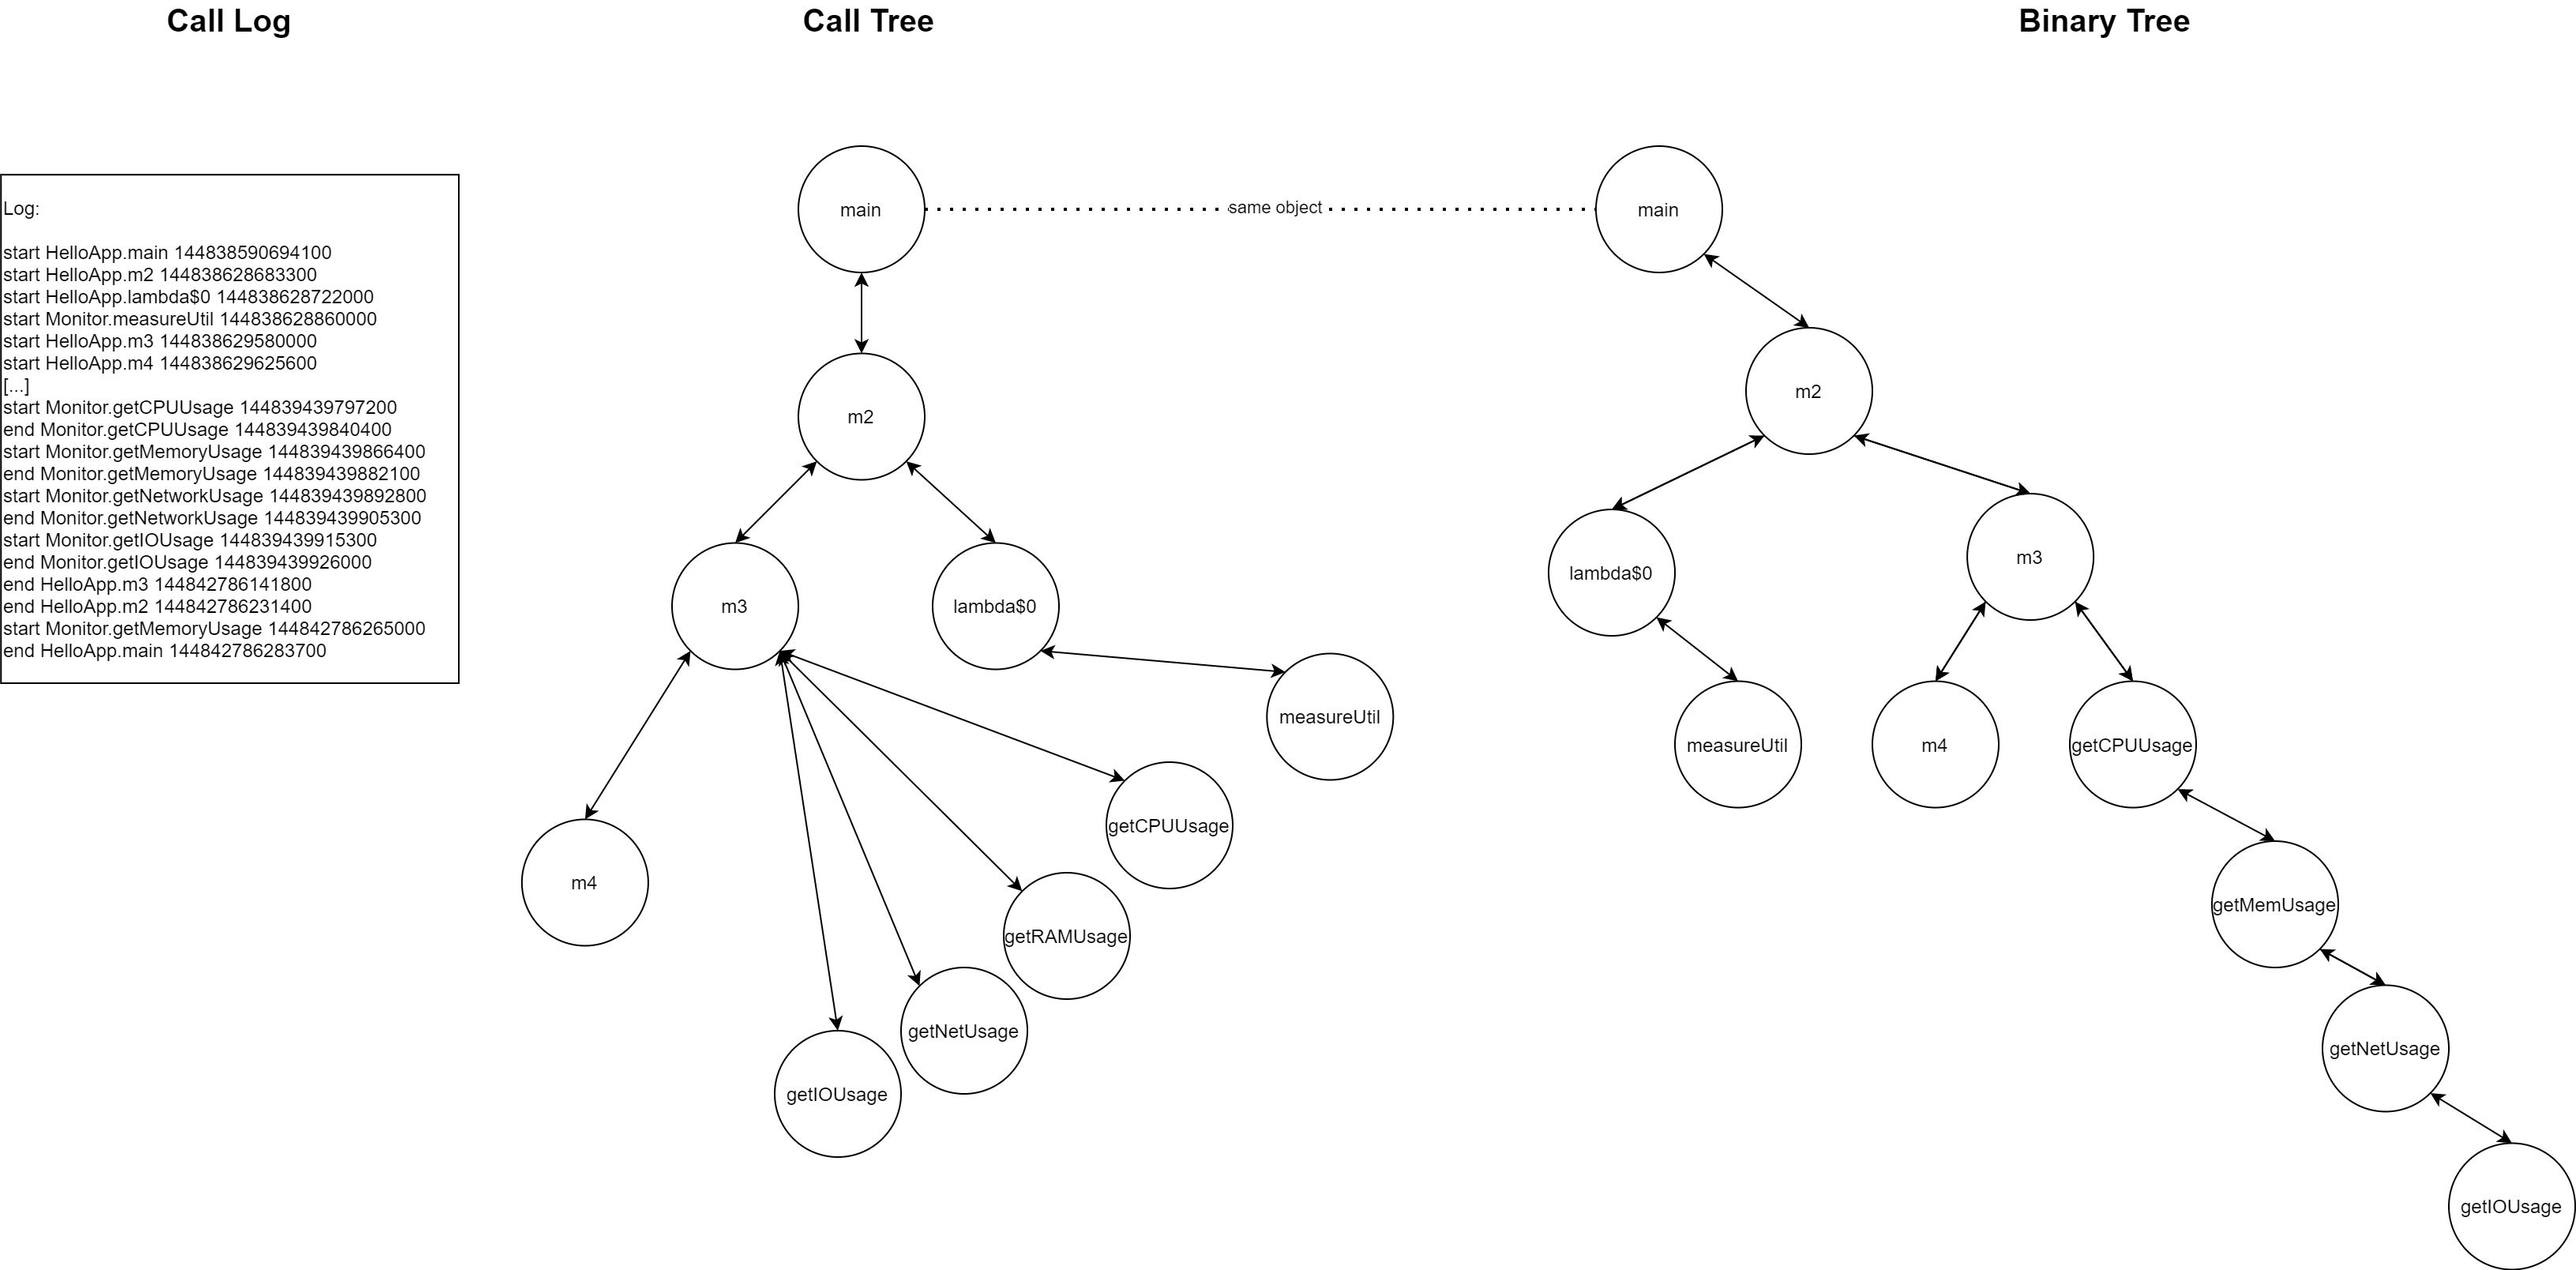 Call Log
Call Tree
Binary Tree
Log:
start HelloApp.main 144838590694100
start HelloApp.m2 144838628683300
start HelloApp.lambda$0 144838628722000
start Monitor.measureUtil 144838628860000
start HelloApp.m3 144838629580000
start HelloApp.m4 144838629625600
[...]
start Monitor.getCPUUsage 144839439797200
end Monitor.getCPUUsage 144839439840400
start Monitor.getMemoryUsage 144839439866400
end Monitor.getMemoryUsage 144839439882100
start Monitor.getNetworkUsage 144839439892800
end Monitor.getNetworkUsage 144839439905300
start Monitor.getIOUsage 144839439915300
end Monitor.getIOUsage 144839439926000
end HelloApp.m3 144842786141800
end HelloApp.m2 144842786231400
start Monitor.getMemoryUsage 144842786265000
end HelloApp.main 144842786283700
main
same object
m2
m3
lambda$0
measureUtil
getCPUUsage
m4
getRAMUsage
getNetUsage
getIOUsage
main
m2
m3
lambda$0
measureUtil
m4
getCPUUsage
getMemUsage
getNetUsage
getIOUsage